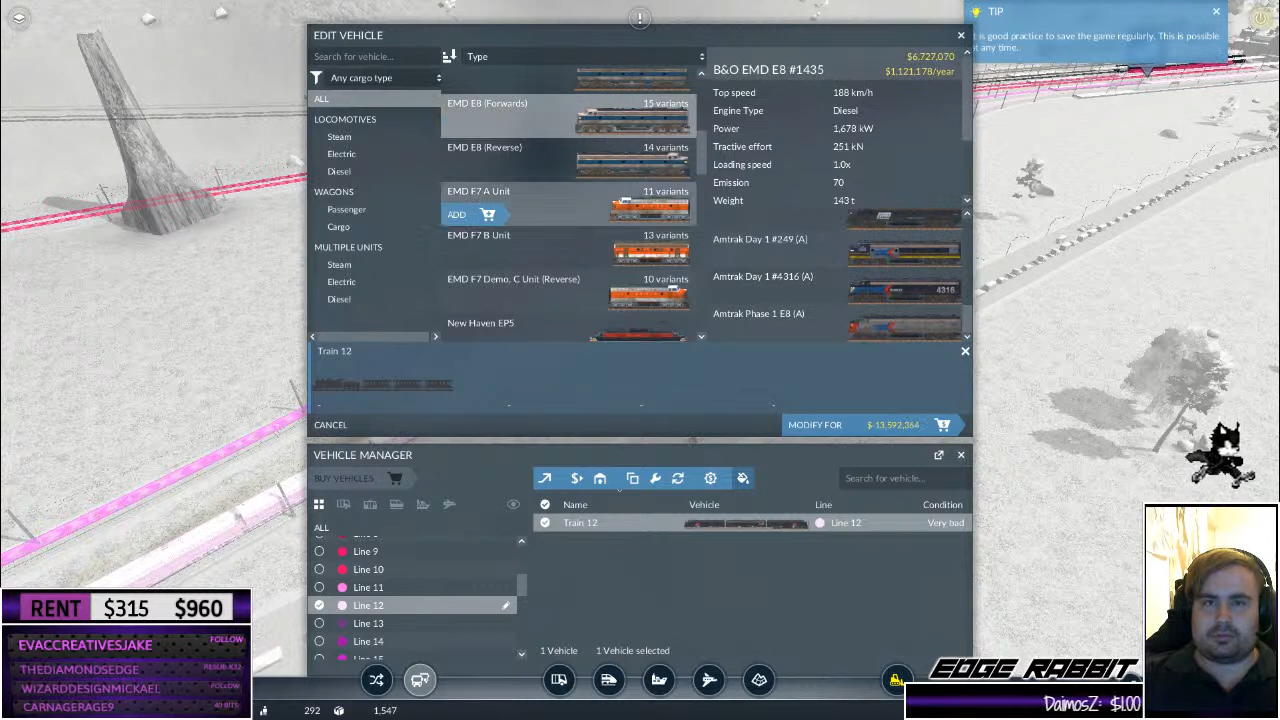 TIP
t is good practice to save the game regularly. This is possible
at any time.
EDIT VEHICLE
Search for vehicle...
Type
Any cargo type
ALL
LOCOMOTIVES
Steam
Electric
Diesel
WAGONS
Passenger
Cargo
MULTIPLE UNITS
Steam
Electric
Diesel
EMD E8 (Forwards) 15 variants
EMD E8 (Reverse) 14 variants
EMD F7 A Unit 11 variants
ADD
EMD F7 B Unit 13 variants
EMD F7 Demo. C Unit (Reverse) 10 variants
New Haven EP5
$6,727,070
B&O EMD E8 #1435 $1,121,178/year
Top speed 188 km/h
Engine Type Diesel
Power 1,678 kW
Tractive effort 251 kN
Loading speed 1.0x
Emission 70
Weight 143 t
Amtrak Day 1 #249 (A)
Amtrak Day 1 #4316 (A)
4316
Amtrak Phase 1 E8 (A)
Train 12
CANCEL
MODIFY FOR $-13,592,364
VEHICLE MANAGER
BUY VEHICLES
Search for vehicle...
Name Vehicle Line Condition
Train 12 Line 12 Very bad
ALL
Line 9
Line 10
Line 11
Line 12
Line 13
Line 14
Line 15
1 Vehicle 1 Vehicle selected
292 1,547
RENT $315 $960
EVACCREATIVESJAKE FOLLOW
THEDIAMONDSEDGE RESUB X32
WIZARDDESIGNMICKAEL FOLLOW
CARNAGERAGE9 40 BITS
EDGE RABBIT
DaimosZ: $1.00